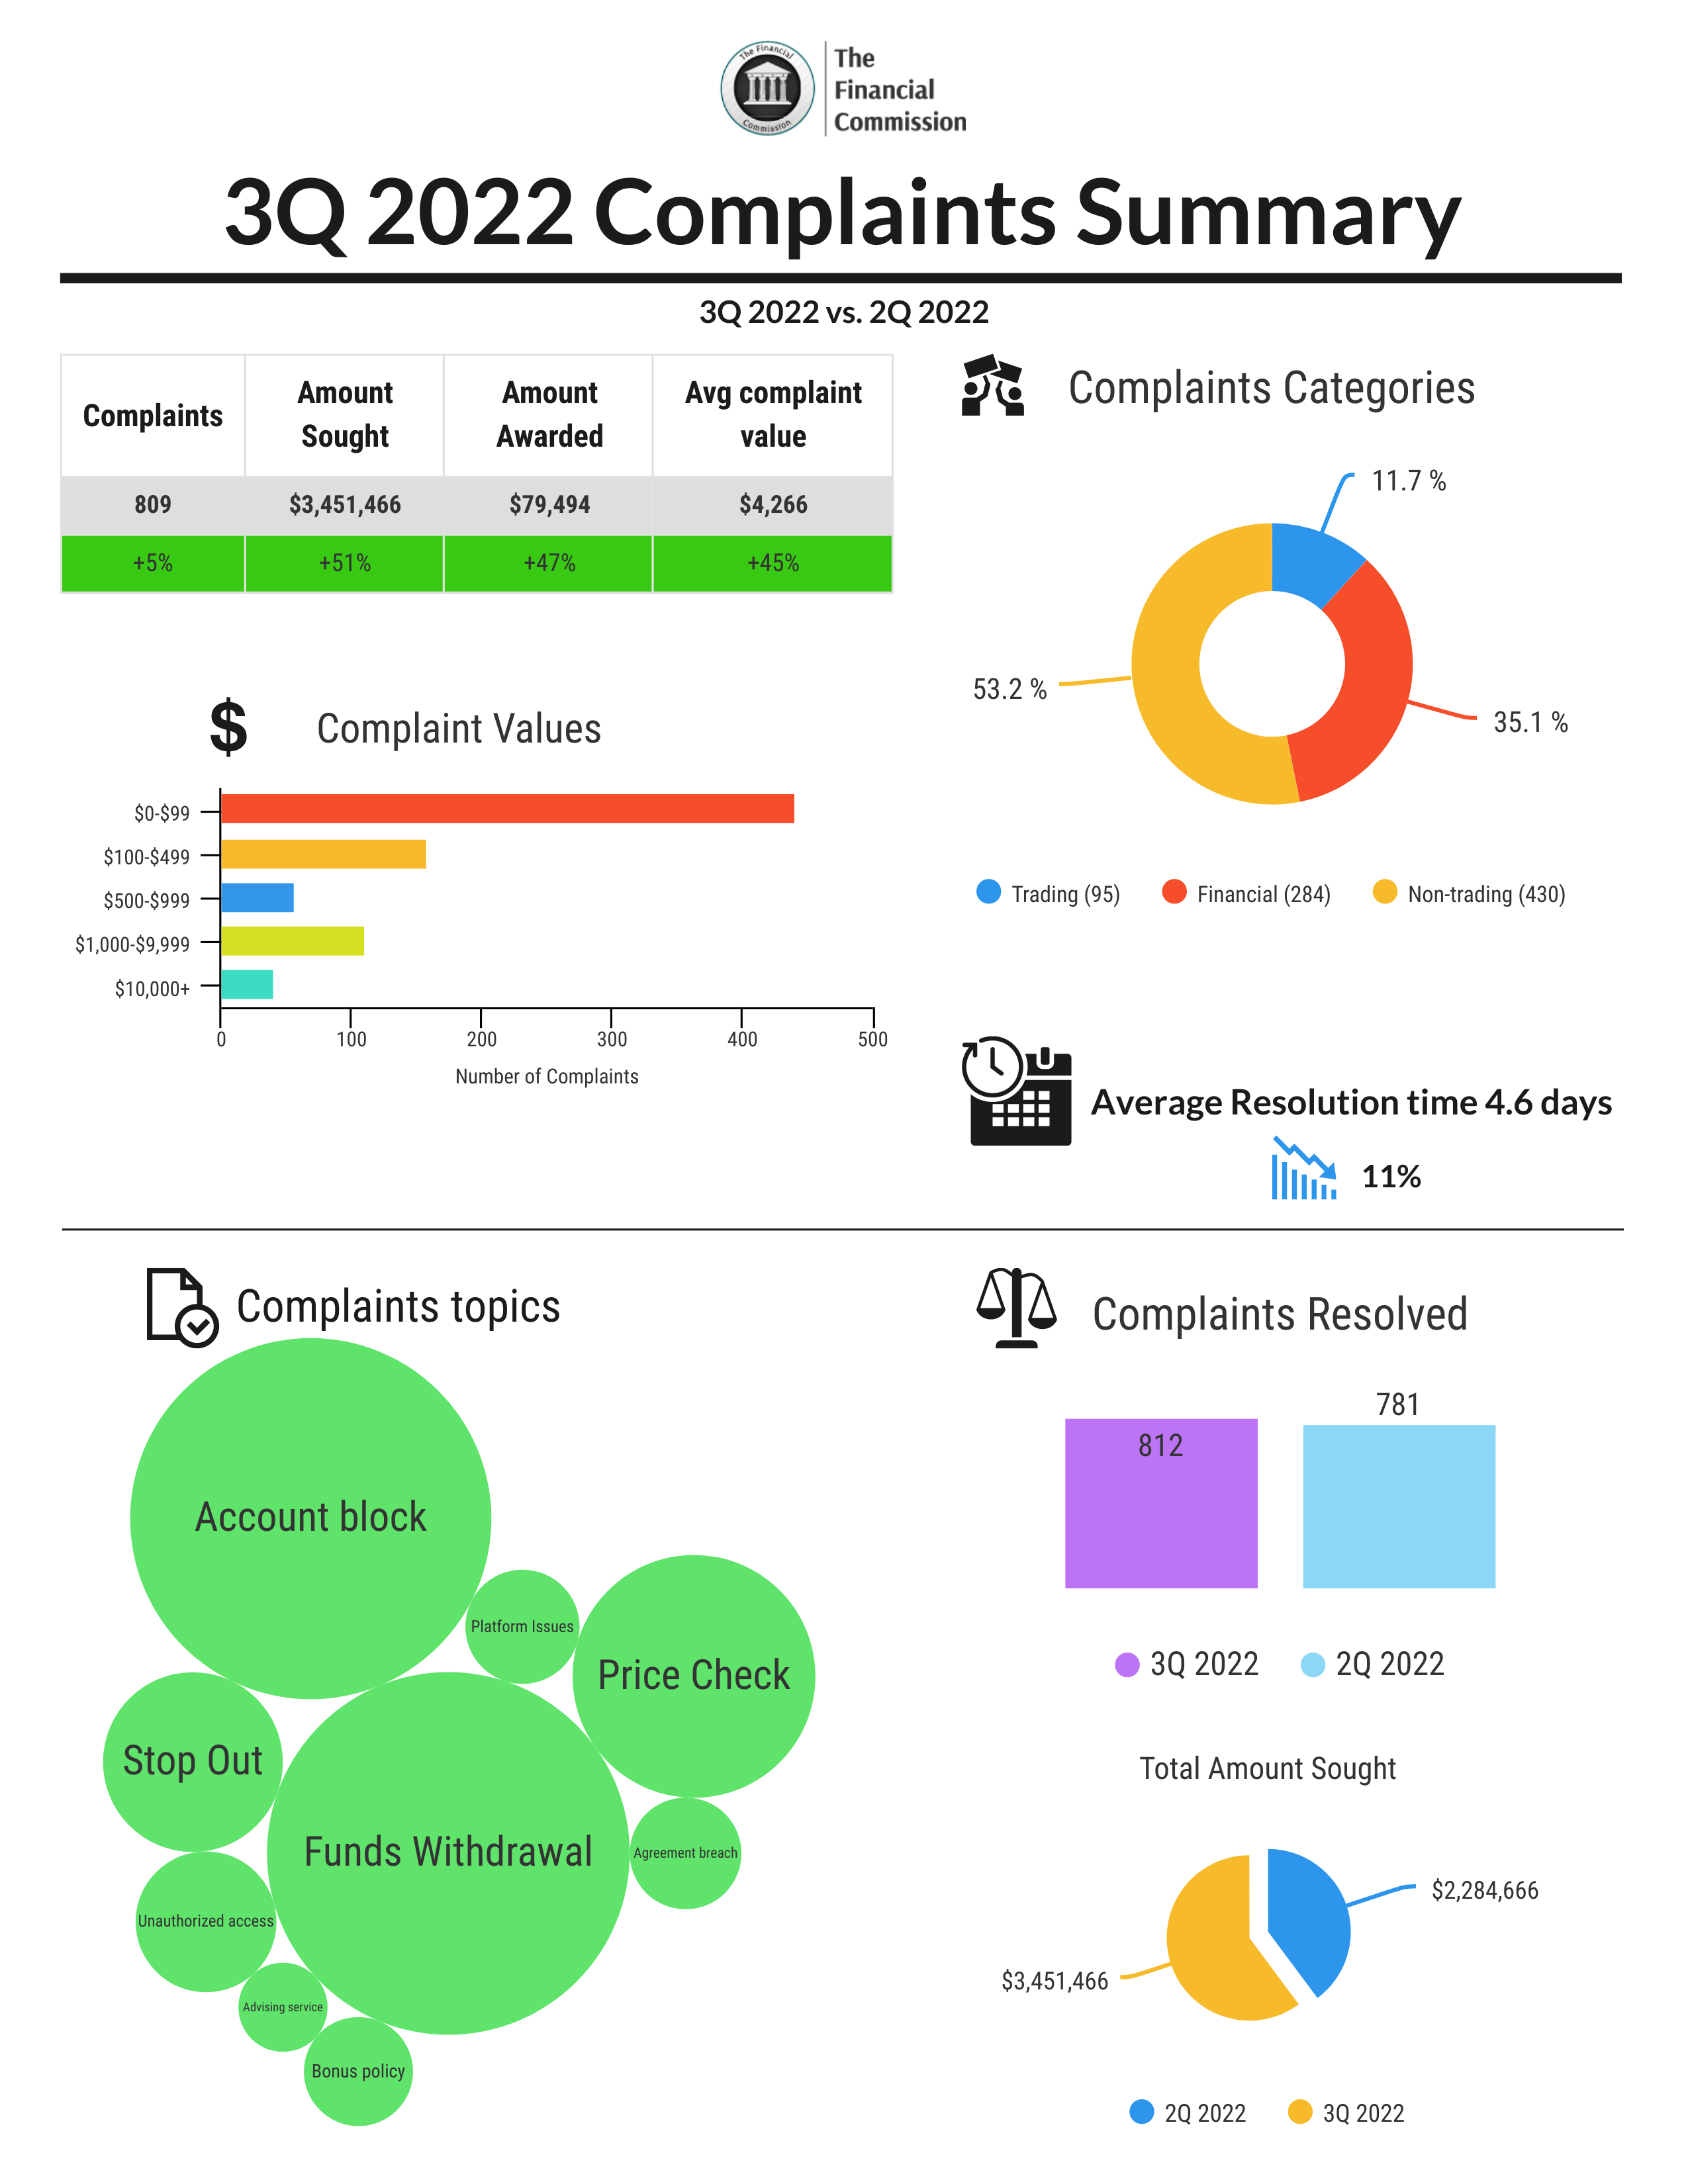 The Financial
Commission
The
Financial
Commission
3Q 2022 Complaints Summary
3Q 2022 vs. 2Q 2022
Complaints
Amount
Sought
Amount
Awarded
Avg complaint
value
809
$3,451,466
$79,494
$4,266
+5%
+51%
+47%
+45%
Complaints Categories
11.7 %
53.2 %
35.1 %
Trading (95)
Financial (284)
Non-trading (430)
$
Complaint Values
$0-$99
$100-$499
$500-$999
$1,000-$9,999
$10,000+
0
100
200
300
400
500
Number of Complaints
Average Resolution time 4.6 days
11%
Complaints topics
Account block
Platform Issues
Price Check
Stop Out
Funds Withdrawal
Agreement breach
Unauthorized access
Advising service
Bonus policy
Complaints Resolved
812
781
3Q 2022
2Q 2022
Total Amount Sought
$2,284,666
$3,451,466
2Q 2022
3Q 2022